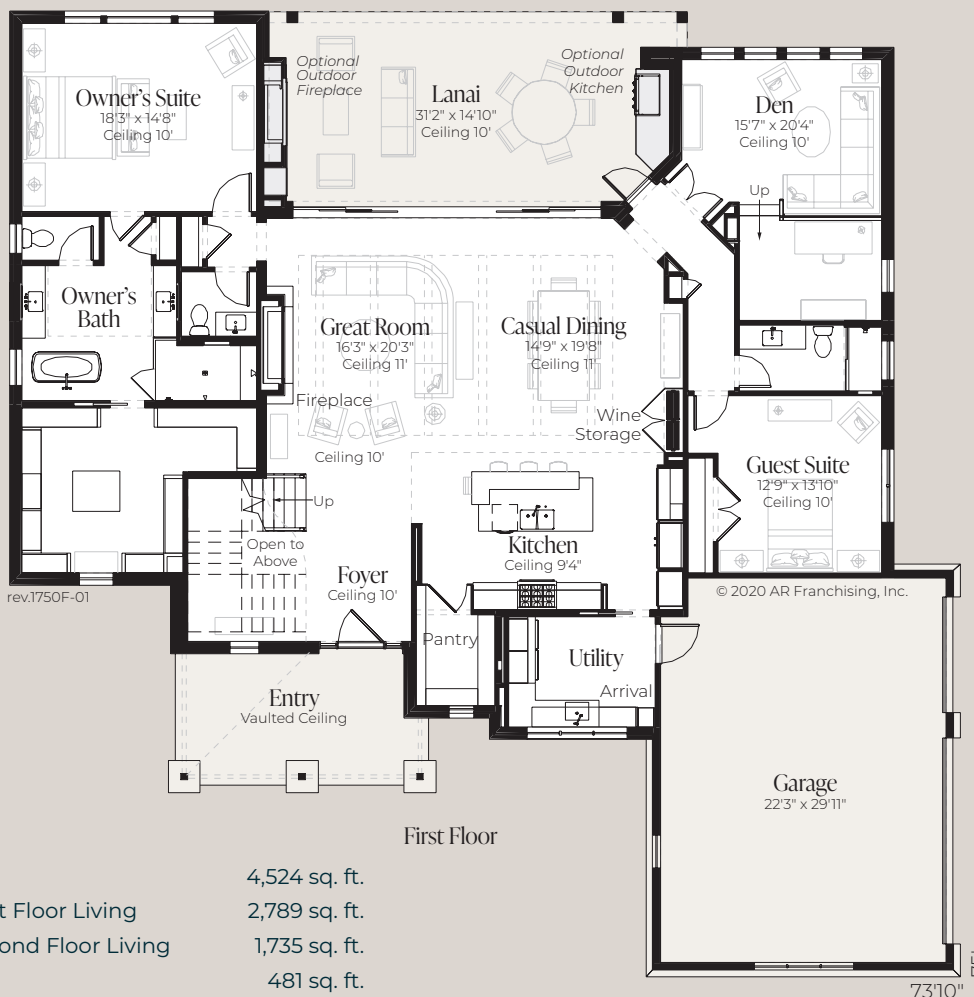 Owner's Suite
18'3" x 14'8"
Ceiling 10'
Optional
Outdoor
Fireplace
Lanai
31'2" x 14'10"
Ceiling 10'
Optional
Outdoor
Kitchen
Den
15'7" x 20'4"
Ceiling 10'
Up
Owner's
Bath
Great Room
16'3" x 20'3"
Ceiling 11'
Casual Dining
14'9" x 19'8"
Ceiling 11'
Fireplace
Ceiling 10'
Wine
Storage
Guest Suite
12'9" x 13'10"
Ceiling 10'
Up
Open to
Above
Foyer
Ceiling 10'
Kitchen
Ceiling 9'4"
rev.1750F-01
© 2020 AR Franchising, Inc.
Pantry
Utility
Arrival
Entry
Vaulted Ceiling
Garage
22'3" x 29'11"
First Floor
4,524 sq. ft.
t Floor Living 2,789 sq. ft.
ond Floor Living 1,735 sq. ft.
481 sq. ft.
73'10"